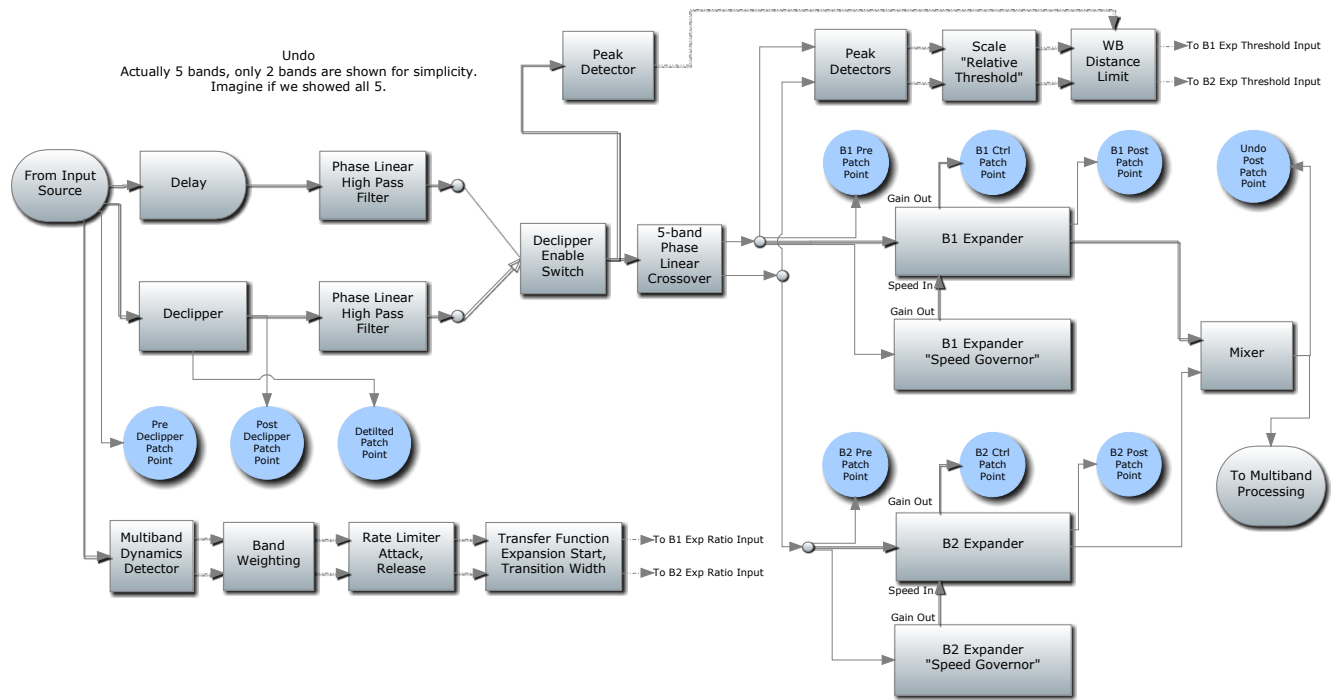 Undo
Actually 5 bands, only 2 bands are shown for simplicity.
Imagine if we showed all 5.
Peak
Detector
Peak
Detectors
Scale
"Relative
Threshold"
WB
Distance
Limit
To B1 Exp Threshold Input
To B2 Exp Threshold Input
From Input
Source
Delay
Phase Linear
High Pass
Filter
Declipper
Phase Linear
High Pass
Filter
Declipper
Enable
Switch
5-band
Phase
Linear
Crossover
B1 Pre
Patch
Point
B1 Ctrl
Patch
Point
B1 Post
Patch
Point
Undo
Post
Patch
Point
Gain Out
B1 Expander
Speed In
Gain Out
B1 Expander
"Speed Governor"
Mixer
Pre
Declipper
Patch
Point
Post
Declipper
Patch
Point
Detilted
Patch
Point
B2 Pre
Patch
Point
B2 Ctrl
Patch
Point
B2 Post
Patch
Point
To Multiband
Processing
Gain Out
B2 Expander
Speed In
Gain Out
B2 Expander
"Speed Governor"
Multiband
Dynamics
Detector
Band
Weighting
Rate Limiter
Attack,
Release
Transfer Function
Expansion Start,
Transition Width
To B1 Exp Ratio Input
To B2 Exp Ratio Input